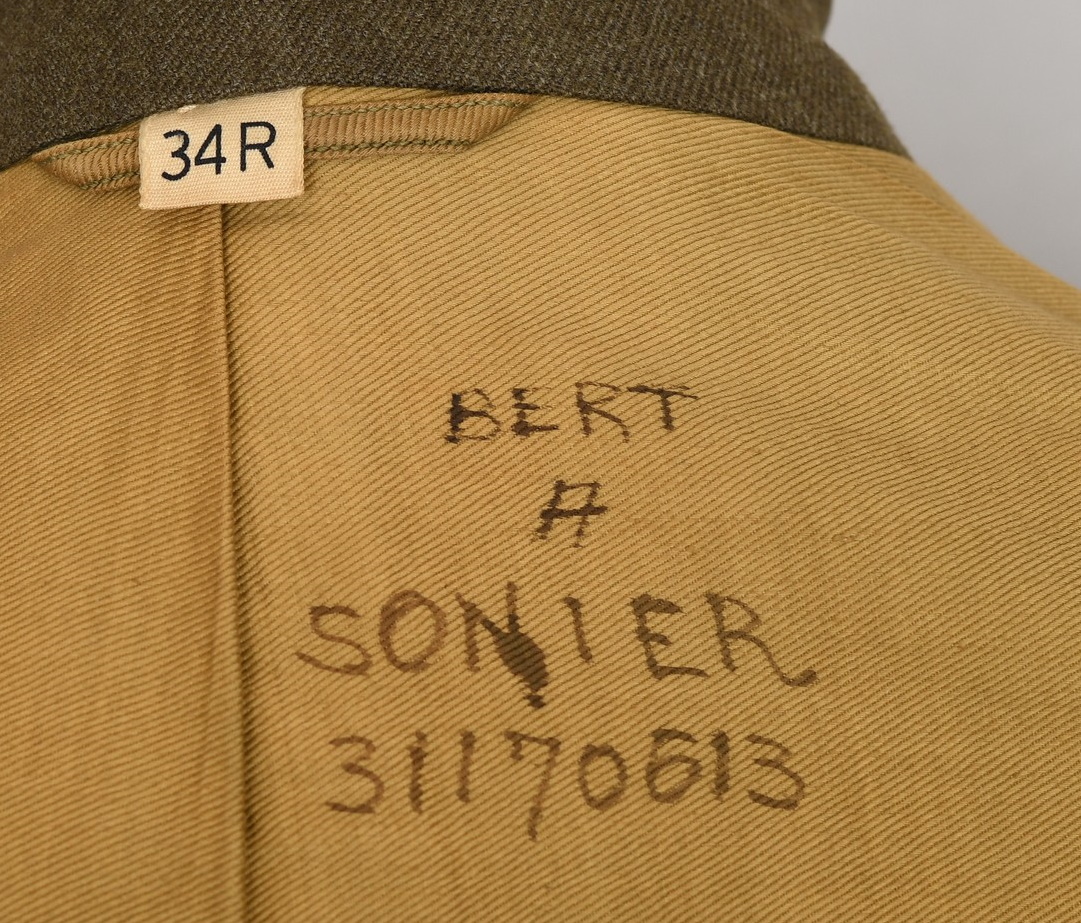 34R
BERT
A
SONIER
31170613